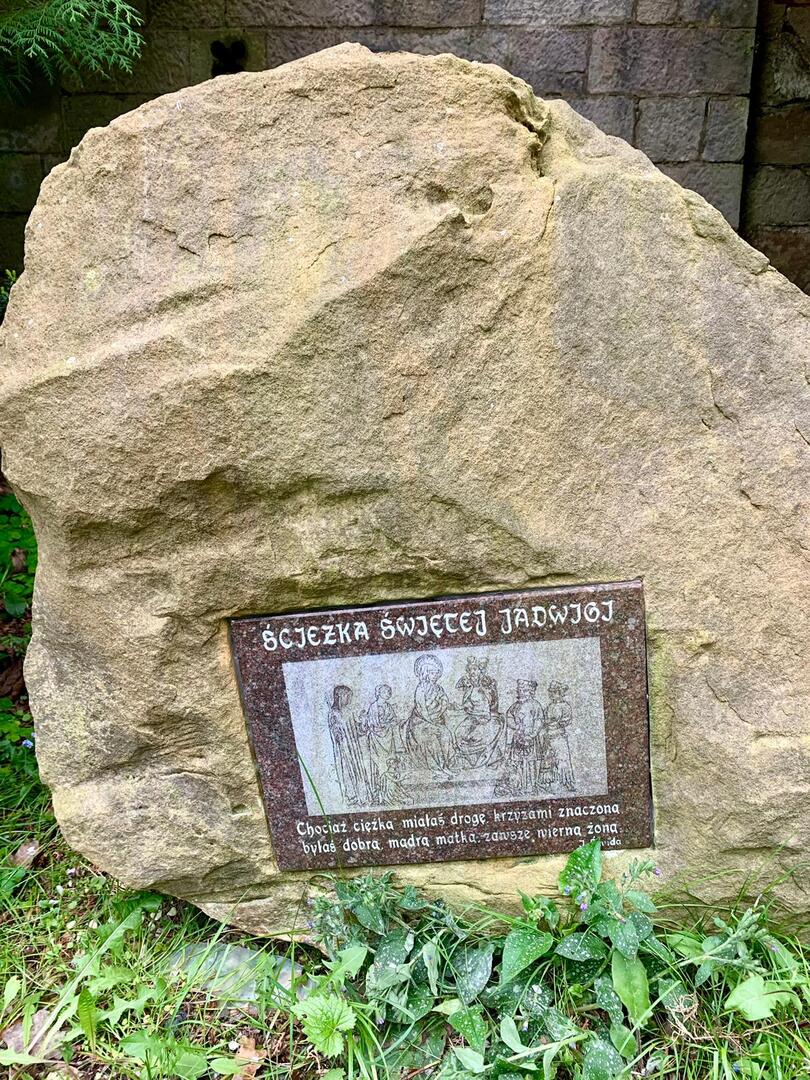 ŚCIEŻKA ŚWIĘTEJ JADWIGI
Chociaż ciężką miałaś drogę, krzyżami znaczoną
byłaś dobrą, mądrą matką, zawsze wierną żoną.